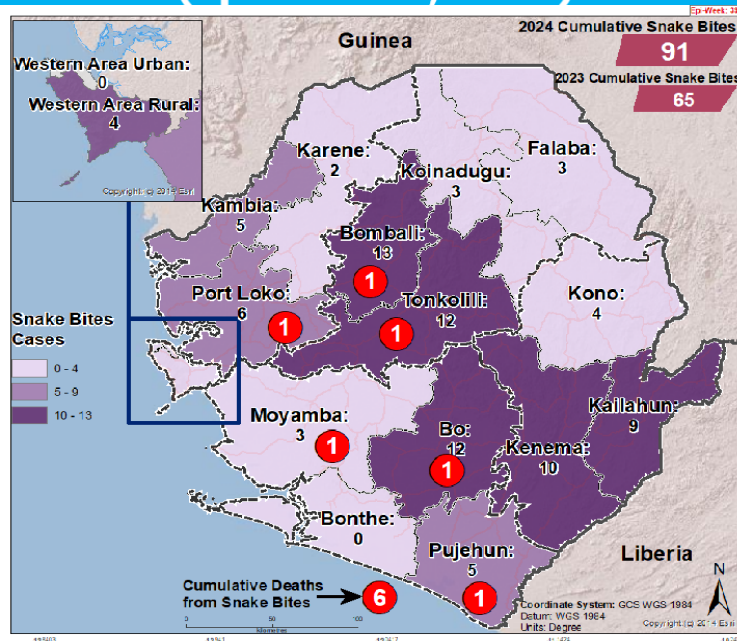 Epi-Week: 31
2024 Cumulative Snake Bites
91
2023 Cumulative Snake Bites
65
Guinea
Western Area Urban:
0
Western Area Rural:
4
Copyright: (c) 2014 Esri
Karene:
2
Koinadugu:
3
Falaba:
3
Kambia:
5
Bombali:
13
1
Port Loko:
6
1
Tonkolili:
12
1
Kono:
4
Snake Bites
Cases
0 - 4
5 - 9
10 - 13
Moyamba:
3
1
Bo:
12
1
Kenema:
10
Kailahun:
9
Bonthe:
0
Pujehun:
5
1
Liberia
Cumulative Deaths
from Snake Bites
6
0 50 100
kilometres
N
Coordinate System: GCS WGS 1984
Datum: WGS 1984
Units: Degree
Copyright: (c) 2014 Esri